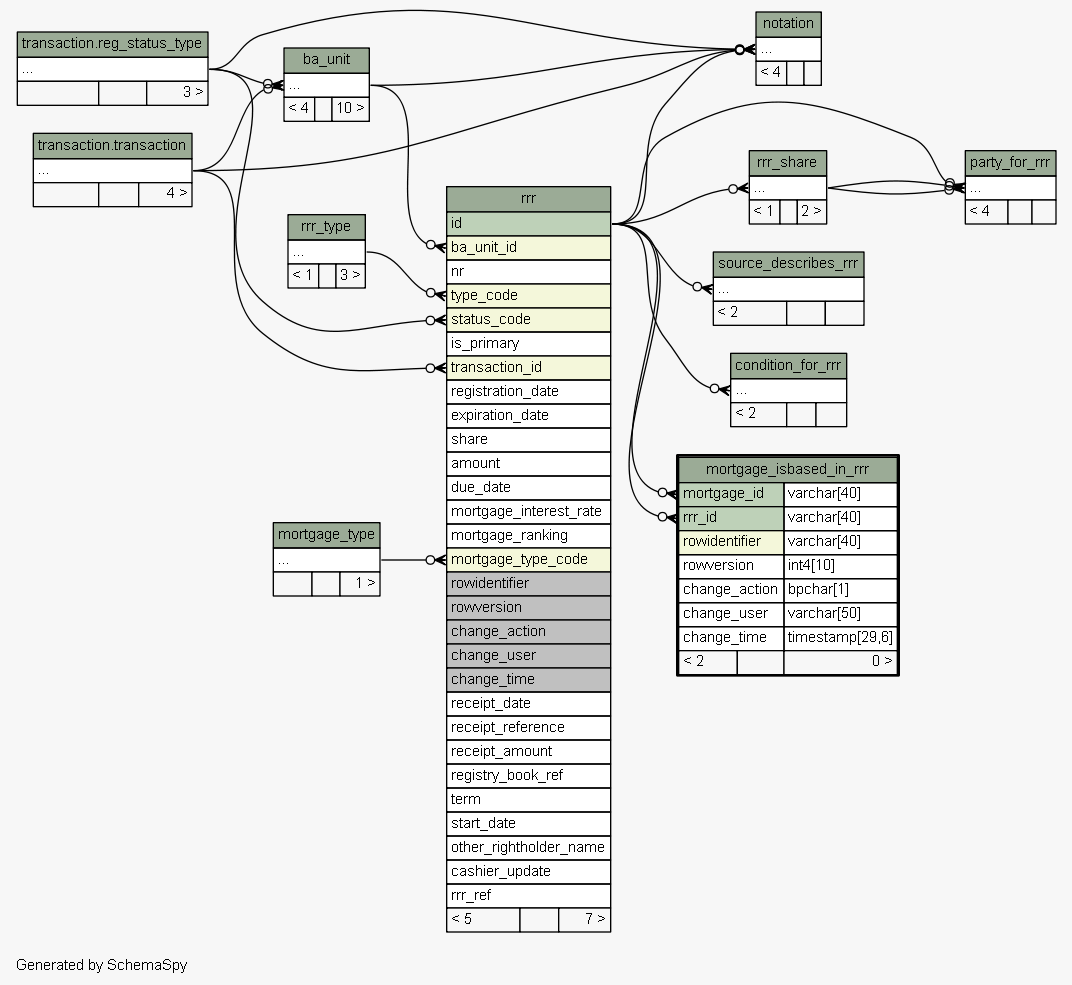 notation
...
< 4
transaction.reg_status_type
...
3 >
ba_unit
...
< 4 10 >
transaction.transaction
...
4 >
rrr_share
...
< 1 2 >
party_for_rrr
...
< 4
rrr_type
...
< 1 3 >
rrr
id
ba_unit_id
nr
type_code
status_code
is_primary
transaction_id
registration_date
expiration_date
share
amount
due_date
mortgage_interest_rate
mortgage_ranking
mortgage_type_code
rowidentifier
rowversion
change_action
change_user
change_time
receipt_date
receipt_reference
receipt_amount
registry_book_ref
term
start_date
other_rightholder_name
cashier_update
rrr_ref
< 5 7 >
source_describes_rrr
...
< 2
condition_for_rrr
...
< 2
mortgage_isbased_in_rrr
mortgage_id varchar[40]
rrr_id varchar[40]
rowidentifier varchar[40]
rowversion int4[10]
change_action bpchar[1]
change_user varchar[50]
change_time timestamp[29,6]
< 2 0 >
mortgage_type
...
1 >
Generated by SchemaSpy